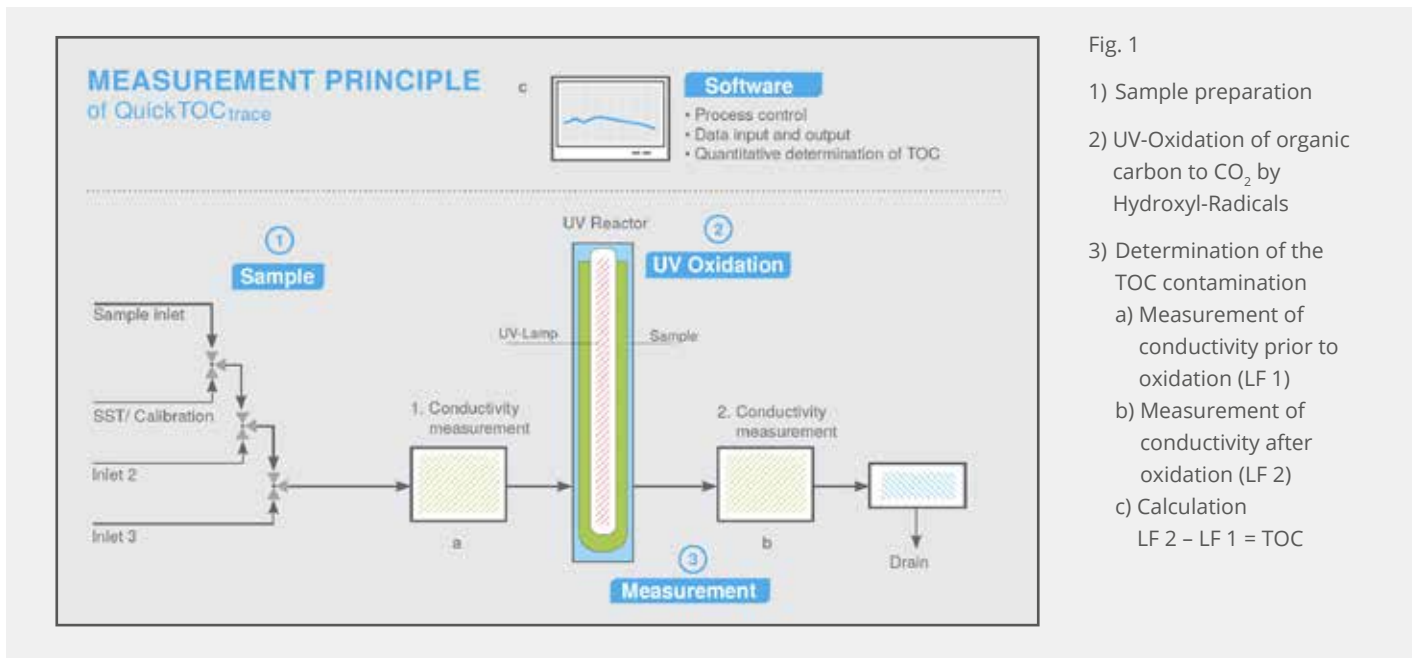 MEASUREMENT PRINCIPLE
of QuickTOCtrace
c
Software
• Process control
• Data input and output
• Quantitative determination of TOC
1
Sample
UV Reactor
2
UV Oxidation
Sample inlet
UV-Lamp
Sample
SST/ Calibration
1. Conductivity
measurement
2. Conductivity
measurement
Inlet 2
Inlet 3
a
b
3
Measurement
Drain
Fig. 1
1) Sample preparation
2) UV-Oxidation of organic
carbon to CO2 by
Hydroxyl-Radicals
3) Determination of the
TOC contamination
a) Measurement of
conductivity prior to
oxidation (LF 1)
b) Measurement of
conductivity after
oxidation (LF 2)
c) Calculation
LF 2 – LF 1 = TOC